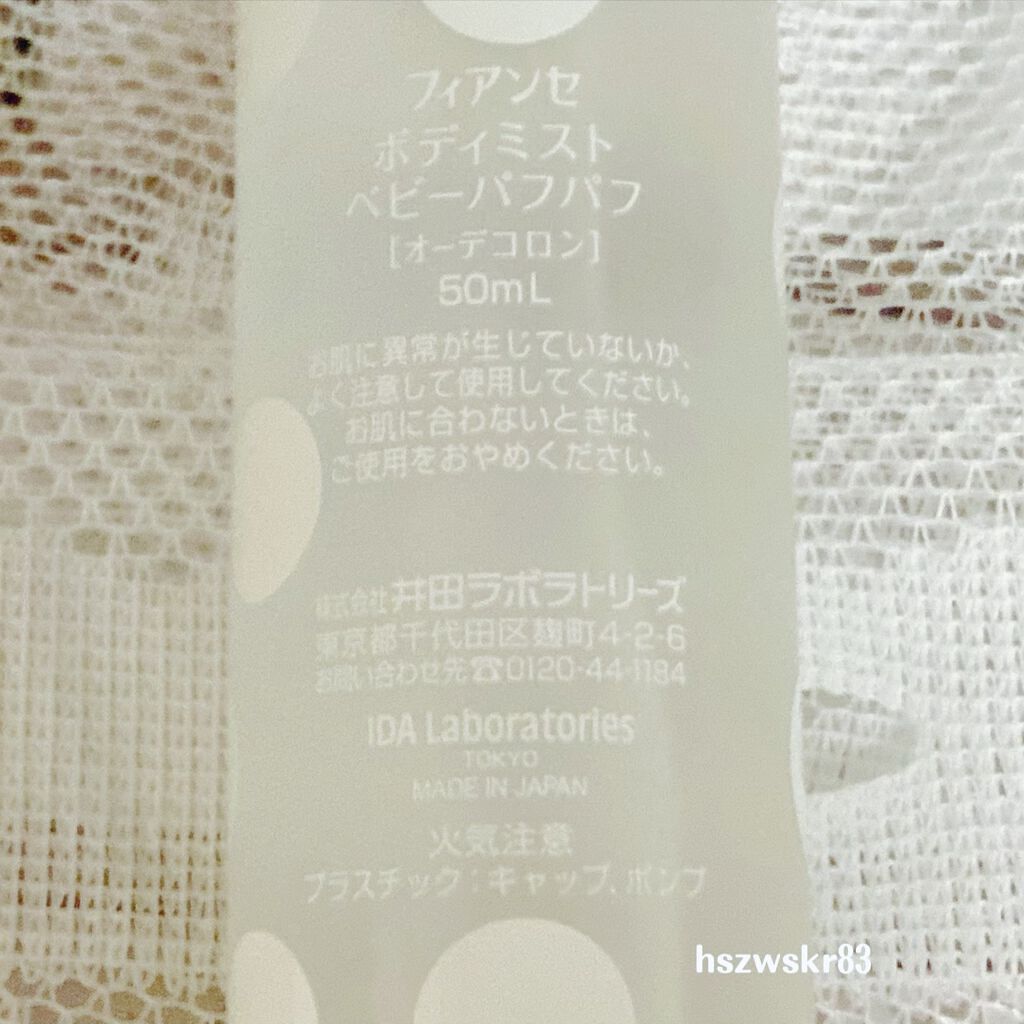 フィアンセ
ボディミスト
ベビーパフパフ
[オーデコロン]
50mL
お肌に異常が生じていないか、
よく注意して使用してください。
お肌に合わないときは、
ご使用をおやめください。
株式会社井田ラボラトリーズ
東京都千代田区麹町4-2-6
お問い合わせ先☎0120-44-1184
IDA Laboratories
TOKYO
MADE IN JAPAN
火気注意
プラスチック:キャップ、ポンプ
hszwskr83